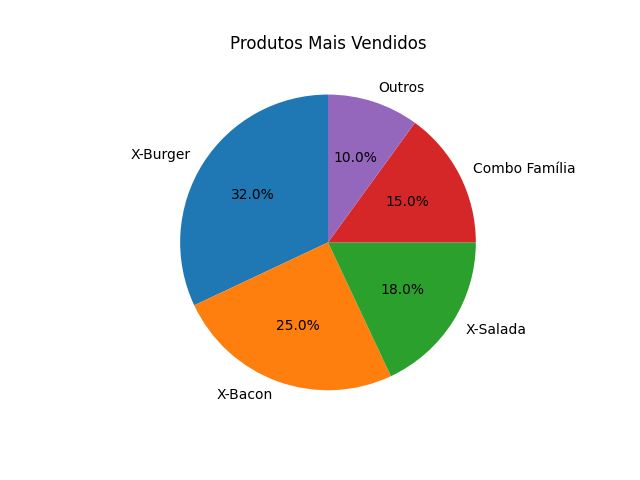 Produtos Mais Vendidos
Outros
X-Burger
10.0%
Combo Família
32.0%
15.0%
18.0%
25.0%
X-Salada
X-Bacon